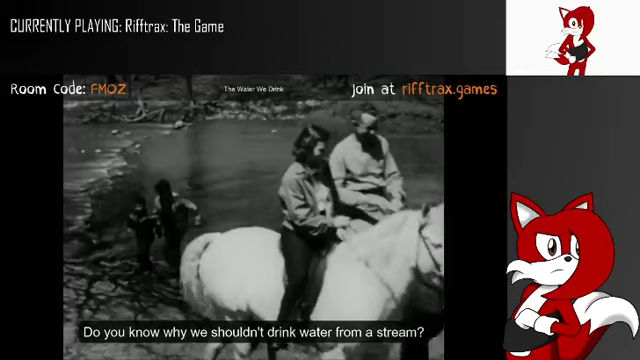 CURRENTLY PLAYING: Rifftrax: The Game
Room Code: FMOZ
The Water We Drink
join at rifftrax.games
Do you know why we shouldn't drink water from a stream?